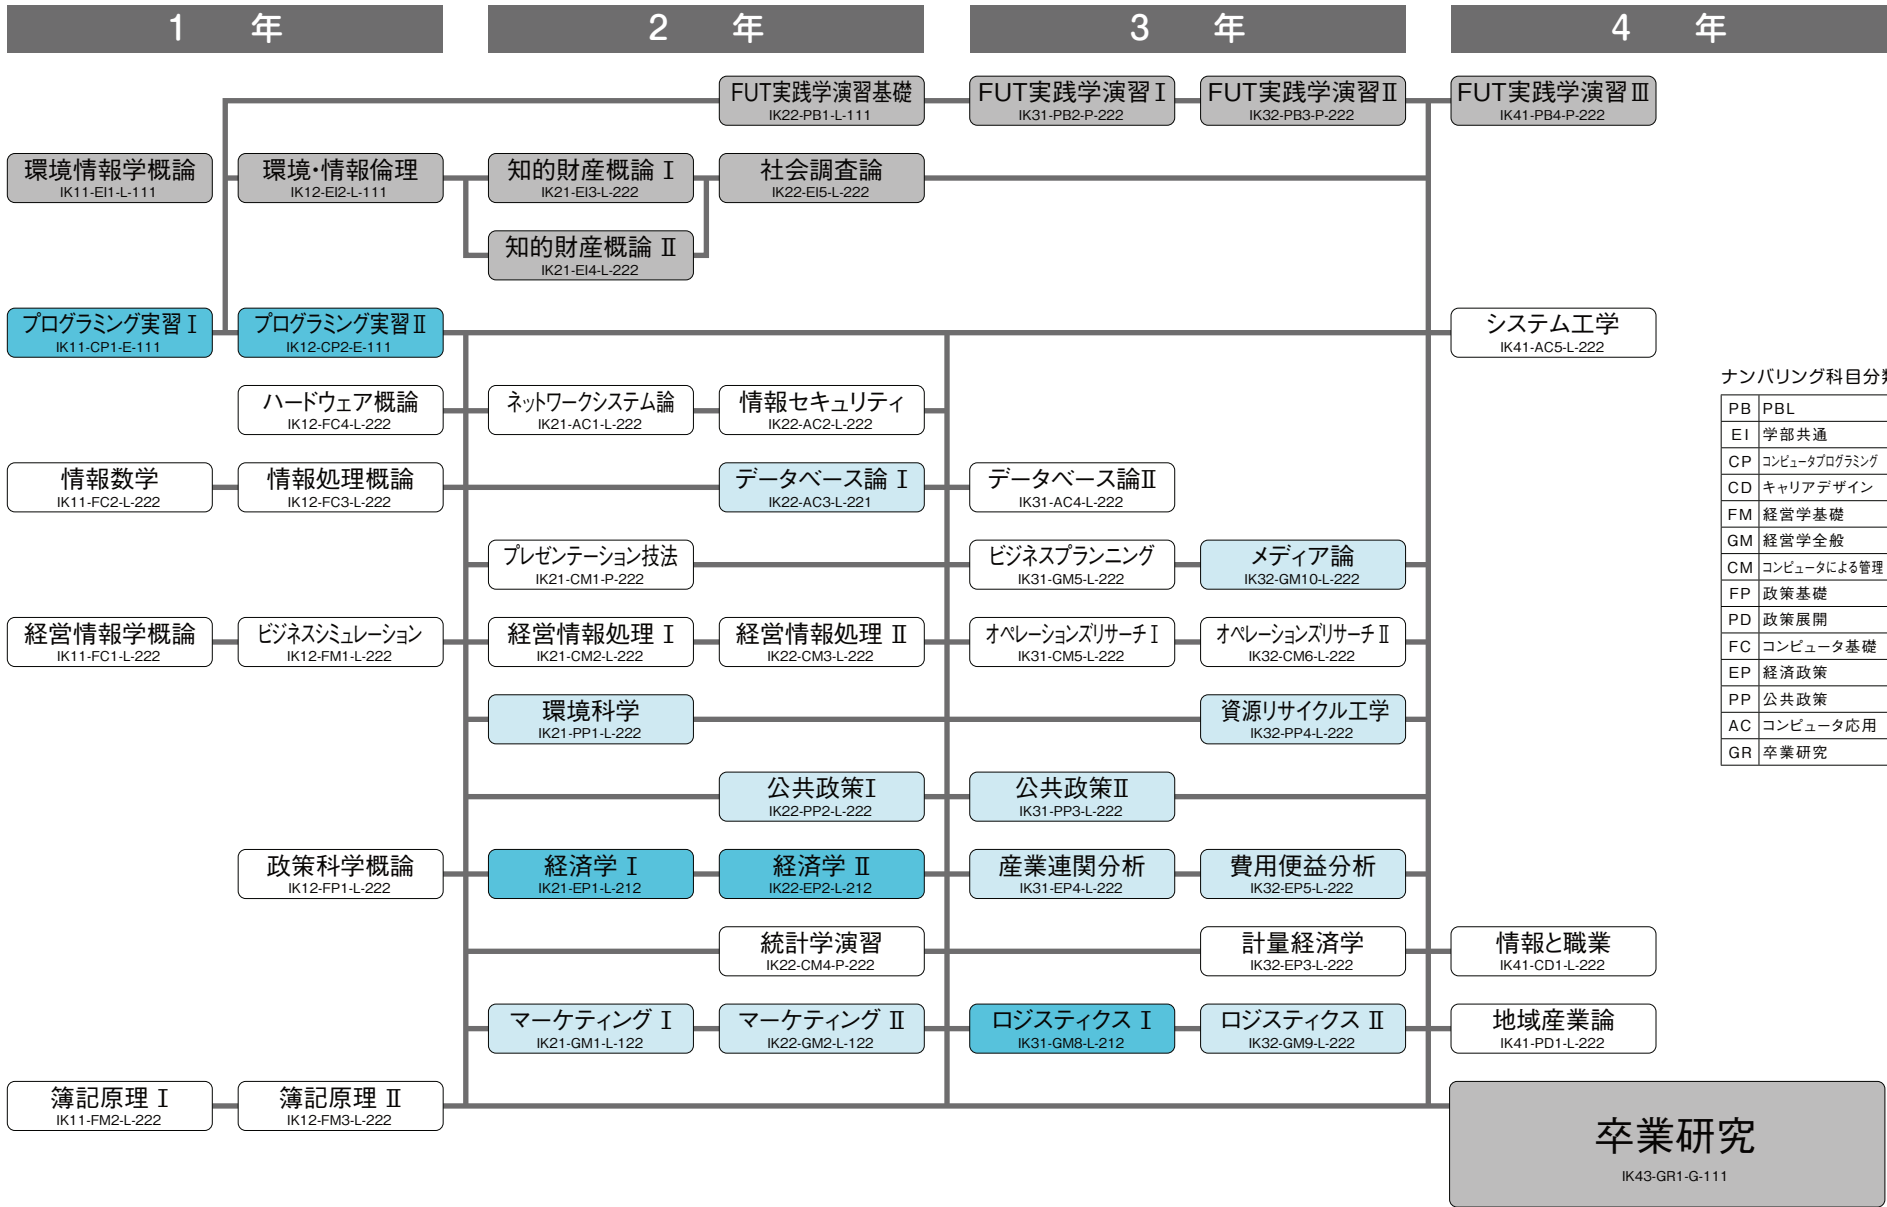 1 年
2 年
3 年
4 年
FUT実践学演習基礎
IK22-PB1-L-111
FUT実践学演習Ⅰ
IK31-PB2-P-222
FUT実践学演習Ⅱ
IK32-PB3-P-222
FUT実践学演習Ⅲ
IK41-PB4-P-222
環境情報学概論
IK11-EI1-L-111
環境・情報倫理
IK12-EI2-L-111
知的財産概論 Ⅰ
IK21-EI3-L-222
社会調査論
IK22-EI5-L-222
知的財産概論 Ⅱ
IK21-EI4-L-222
プログラミング実習Ⅰ
IK11-CP1-E-111
プログラミング実習Ⅱ
IK12-CP2-E-111
システム工学
IK41-AC5-L-222
ハードウェア概論
IK12-FC4-L-222
ネットワークシステム論
IK21-AC1-L-222
情報セキュリティ
IK22-AC2-L-222
情報数学
IK11-FC2-L-222
情報処理概論
IK12-FC3-L-222
データベース論 Ⅰ
IK22-AC3-L-221
データベース論Ⅱ
IK31-AC4-L-222
プレゼンテーション技法
IK21-CM1-P-222
ビジネスプランニング
IK31-GM5-L-222
メディア論
IK32-GM10-L-222
経営情報学概論
IK11-FC1-L-222
ビジネスシミュレーション
IK12-FM1-L-222
経営情報処理 Ⅰ
IK21-CM2-L-222
経営情報処理 Ⅱ
IK22-CM3-L-222
オペレーションズリサーチⅠ
IK31-CM5-L-222
オペレーションズリサーチⅡ
IK32-CM6-L-222
環境科学
IK21-PP1-L-222
資源リサイクル工学
IK32-PP4-L-222
公共政策Ⅰ
IK22-PP2-L-222
公共政策Ⅱ
IK31-PP3-L-222
政策科学概論
IK12-FP1-L-222
経済学 Ⅰ
IK21-EP1-L-212
経済学 Ⅱ
IK22-EP2-L-212
産業連関分析
IK31-EP4-L-222
費用便益分析
IK32-EP5-L-222
統計学演習
IK22-CM4-P-222
計量経済学
IK32-EP3-L-222
情報と職業
IK41-CD1-L-222
マーケティング Ⅰ
IK21-GM1-L-122
マーケティング Ⅱ
IK22-GM2-L-122
ロジスティクス Ⅰ
IK31-GM8-L-212
ロジスティクス Ⅱ
IK32-GM9-L-222
地域産業論
IK41-PD1-L-222
簿記原理 Ⅰ
IK11-FM2-L-222
簿記原理 Ⅱ
IK12-FM3-L-222
卒業研究
IK43-GR1-G-111
ナンバリング科目分
PB PBL
EI 学部共通
CP コンピュータプログラミング
CD キャリアデザイン
FM 経営学基礎
GM 経営学全般
CM コンピュータによる管理
FP 政策基礎
PD 政策展開
FC コンピュータ基礎
EP 経済政策
PP 公共政策
AC コンピュータ応用
GR 卒業研究